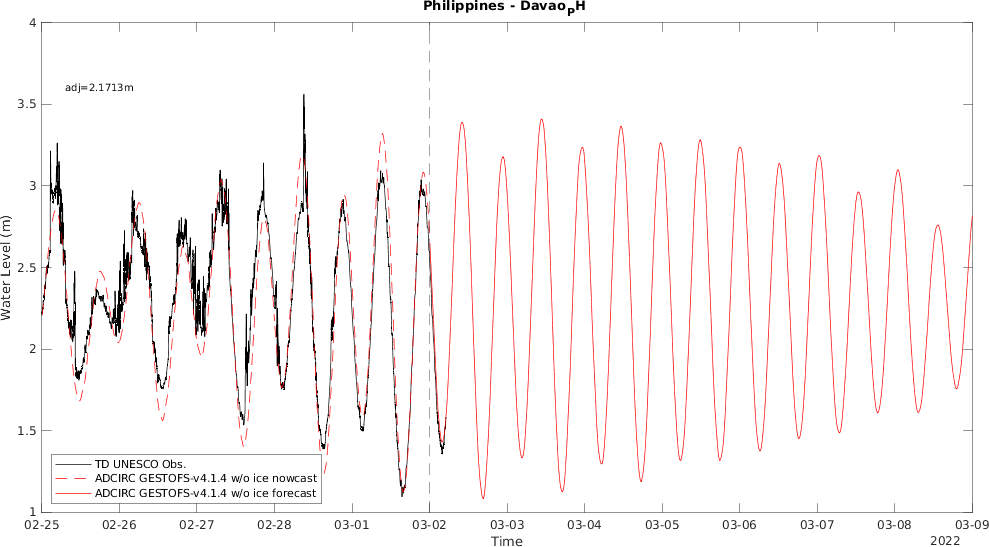 Philippines - Davao_pH
4
adj=2.1713m
3.5
3
2.5
2
1.5
1
Water Level (m)
TD UNESCO Obs.
ADCIRC GESTOFS-v4.1.4 w/o ice nowcast
ADCIRC GESTOFS-v4.1.4 w/o ice forecast
02-25 02-26 02-27 02-28 03-01 03-02 03-03 03-04 03-05 03-06 03-07 03-08 03-09
Time
2022